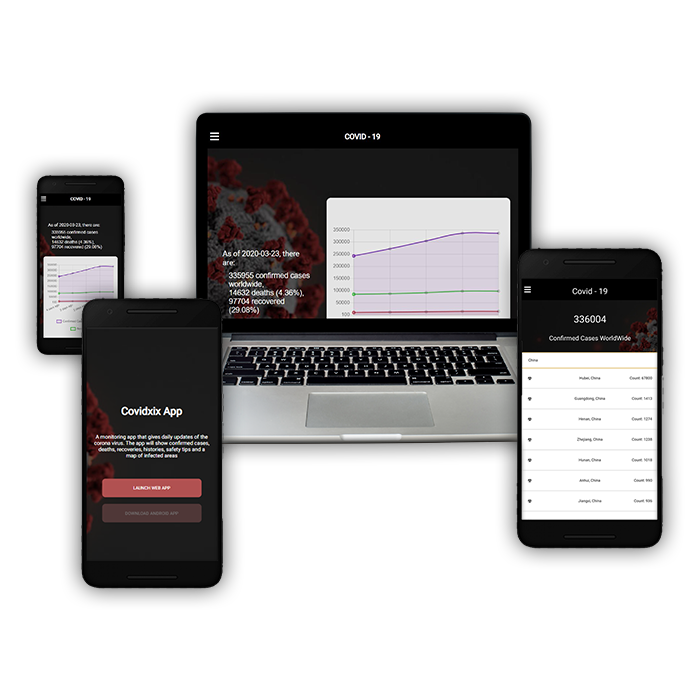 COVID - 19
As of 2020-03-23, there
are:
335955 confirmed cases
worldwide,
14632 deaths (4.36%),
97704 recovered
(29.08%)
350000
300000
250000
200000
150000
100000
50000
100
COVID - 19
As of 2020-03-23, there are:
335955 confirmed cases
worldwide,
14632 deaths (4.36%),
97704 recovered (29.08%)
Covidxix App
A monitoring app that gives daily updates of the
corona virus. The app will show confirmed cases,
deaths, recoveries, histories, safety tips and a
map of infected areas
LAUNCH WEB APP
DOWNLOAD ANDROID APP
Covid - 19
336004
Confirmed Cases WorldWide
China
Hubei, China Count: 67800
Guangdong, China Count: 1413
Henan, China Count: 1274
Zhejiang, China Count: 1238
Hunan, China Count: 1018
Anhui, China Count: 990
Jiangxi, China Count: 936